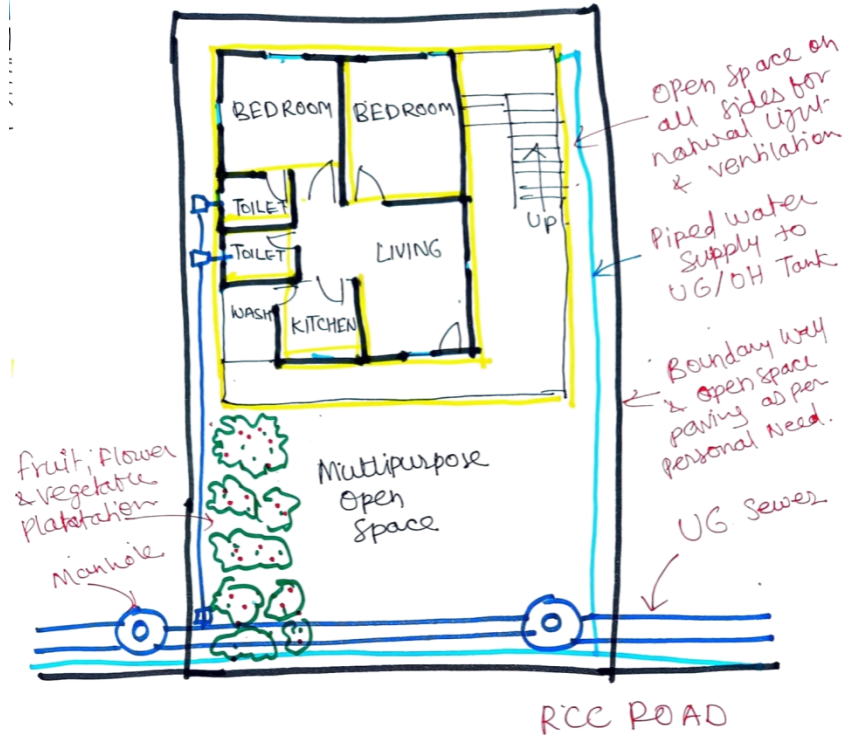 BEDROOM
BEDROOM
TOILET
TOILET
LIVING
WASH
KITCHEN
UP
OPEN Space on
all sides for
natural light
& ventilation
Piped water
Supply to
UG/OH Tank
Boundary Wall
& open space
paving as per
personal Need.
Multipurpose
Open
Space
fruit, flower
& vegetable
Manhole
UG Sewer
RCC ROAD